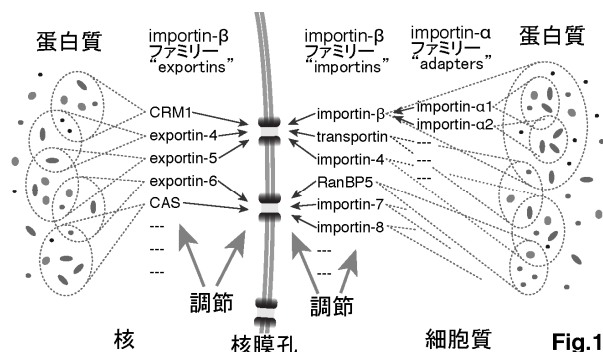 蛋白質
importin-β
ファミリー
“exportins”
CRM1
exportin-4
exportin-5
exportin-6
CAS
---
---
---
調節
核
核膜孔
importin-β
ファミリー
“importins”
importin-β
transportin
importin-4
RanBP5
importin-7
importin-8
---
---
調節
importin-α
ファミリー
“adapters”
importin-α1
importin-α2
---
---
---
蛋白質
細胞質
Fig.1